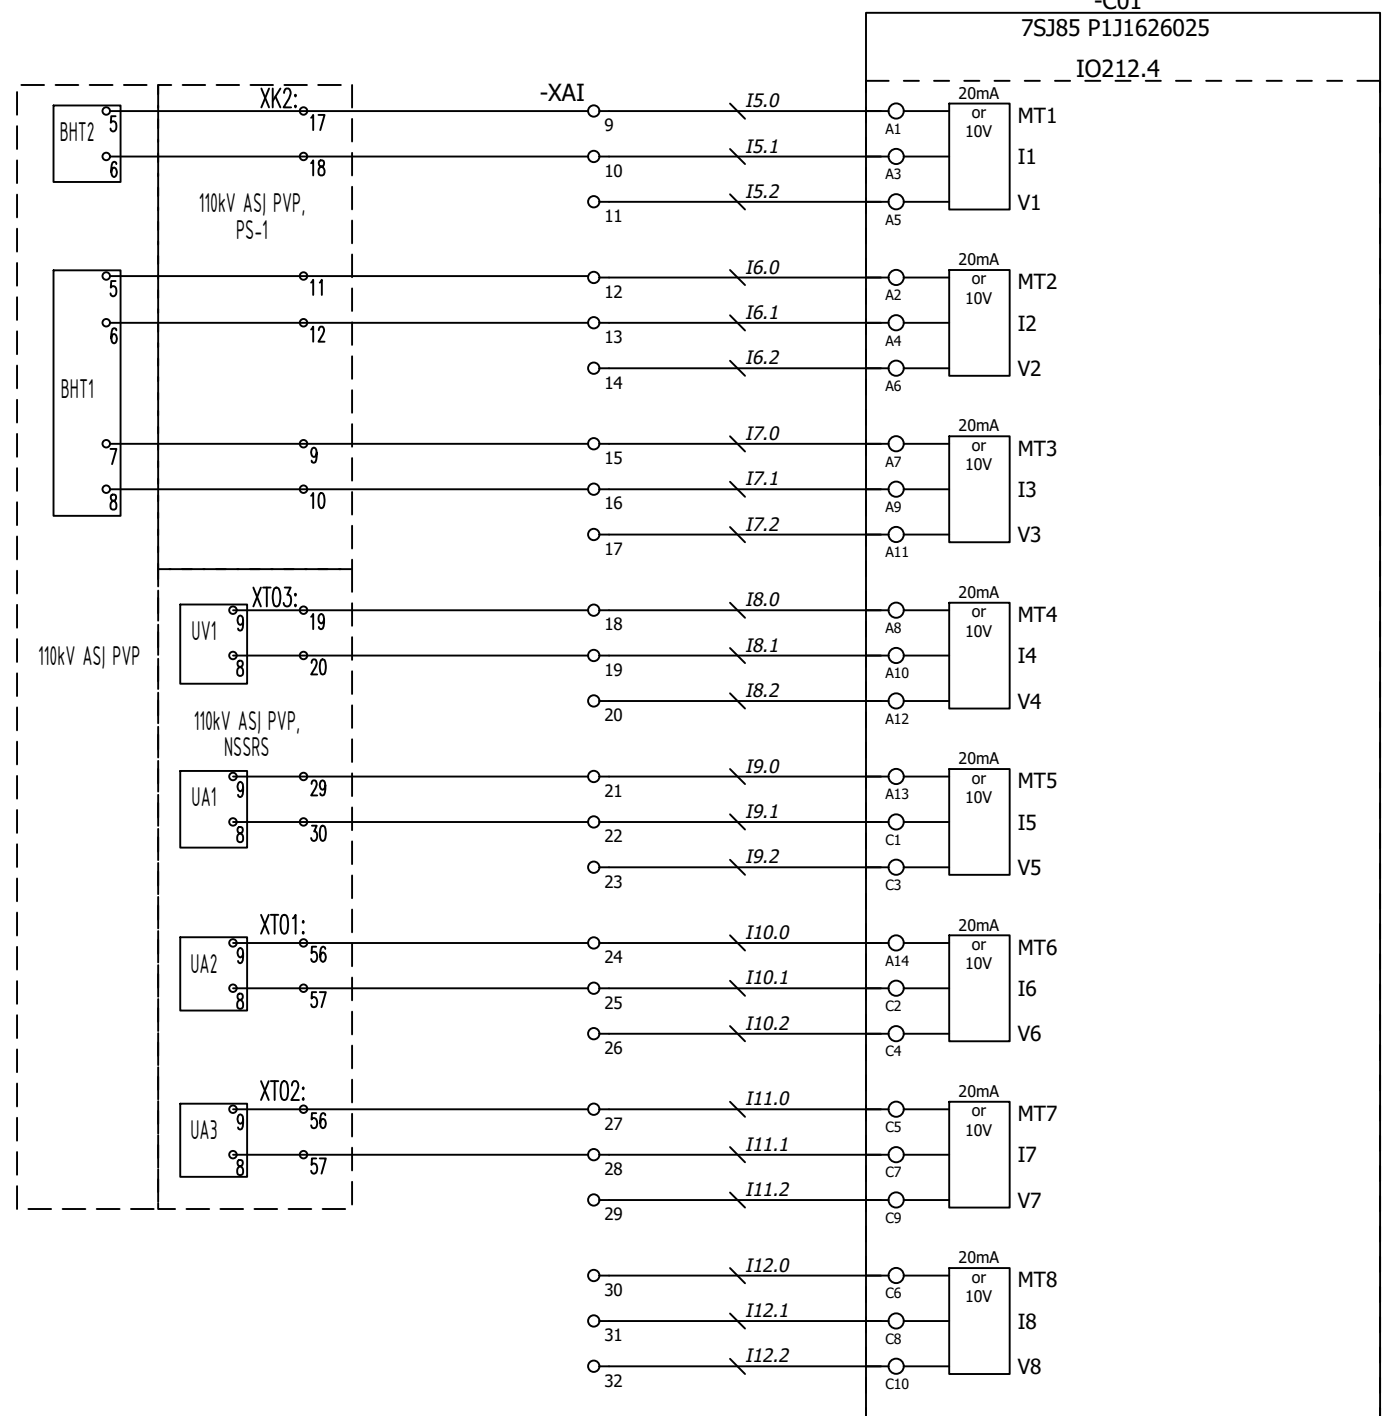 -C01
7SJ85 P1J1626025
IO212.4
XK2:
-XAI
BHT2
5
17
9
I5.0
A1
20mA
or
10V
MT1
6
18
10
I5.1
A3
I1
110kV ASJ PVP,
PS-1
11
I5.2
A5
V1
BHT1
5
11
12
I6.0
A2
20mA
or
10V
MT2
6
12
13
I6.1
A4
I2
14
I6.2
A6
V2
7
9
15
I7.0
A7
20mA
or
10V
MT3
8
10
16
I7.1
A9
I3
17
I7.2
A11
V3
110kV ASJ PVP
XT03:
UV1
9
19
18
I8.0
A8
20mA
or
10V
MT4
8
20
19
I8.1
A10
I4
110kV ASJ PVP,
NSSRS
20
I8.2
A12
V4
UA1
9
29
21
I9.0
A13
20mA
or
10V
MT5
8
30
22
I9.1
C1
I5
23
I9.2
C3
V5
XT01:
UA2
9
56
24
I10.0
A14
20mA
or
10V
MT6
8
57
25
I10.1
C2
I6
26
I10.2
C4
V6
XT02:
UA3
9
56
27
I11.0
C5
20mA
or
10V
MT7
8
57
28
I11.1
C7
I7
29
I11.2
C9
V7
30
I12.0
C6
20mA
or
10V
MT8
31
I12.1
C8
I8
32
I12.2
C10
V8